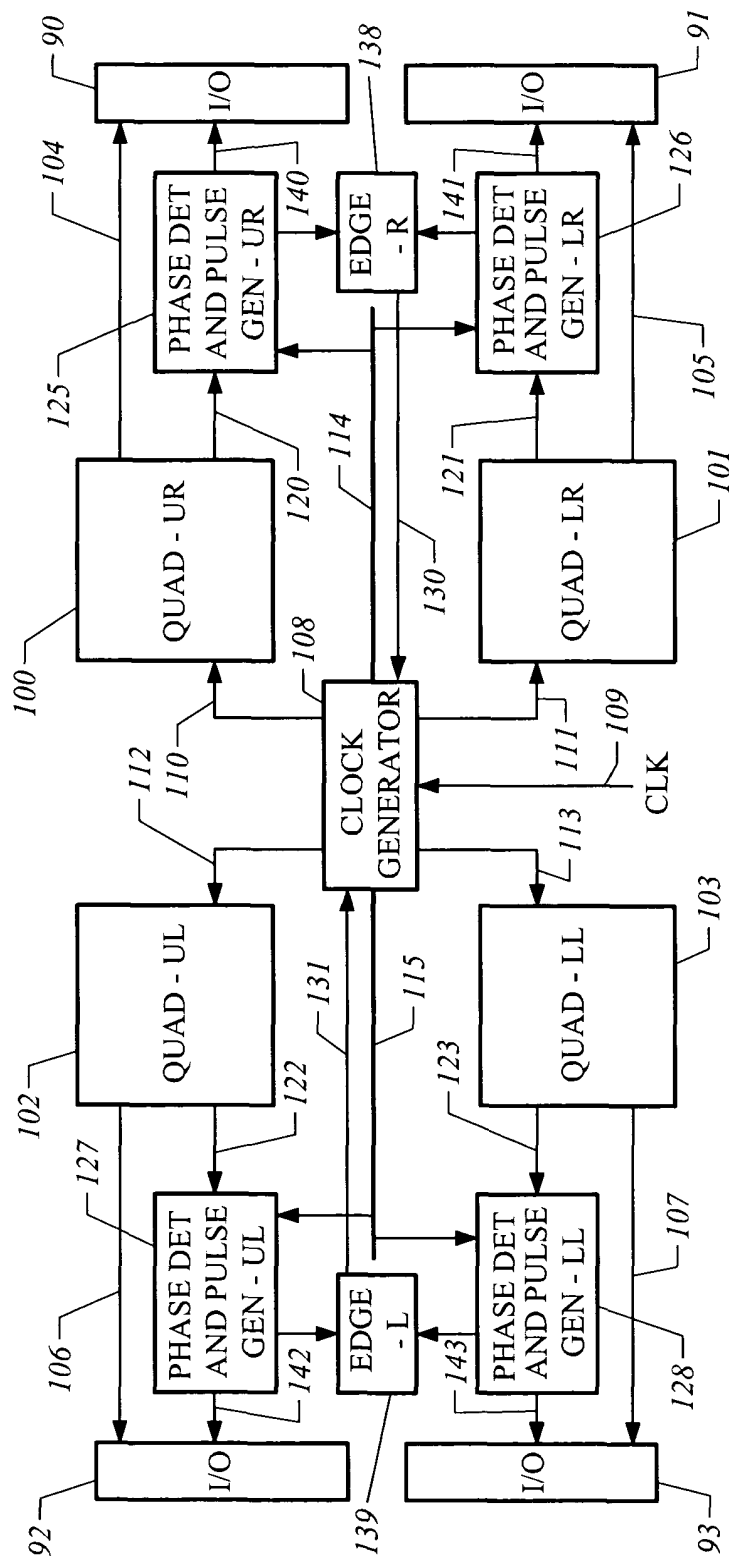 92
106
127
102
112
110
100
125
104
90
I/O
PHASE DET
AND PULSE
GEN - UL
QUAD - UL
QUAD - UR
PHASE DET
AND PULSE
GEN - UR
I/O
142
122
108
120
140
139
EDGE
- L
131
115
CLOCK
GENERATOR
114
130
EDGE
- R
138
143
123
113
109
111
121
141
I/O
PHASE DET
AND PULSE
GEN - LL
QUAD - LL
CLK
QUAD - LR
PHASE DET
AND PULSE
GEN - LR
I/O
93
128
107
103
101
105
126
91